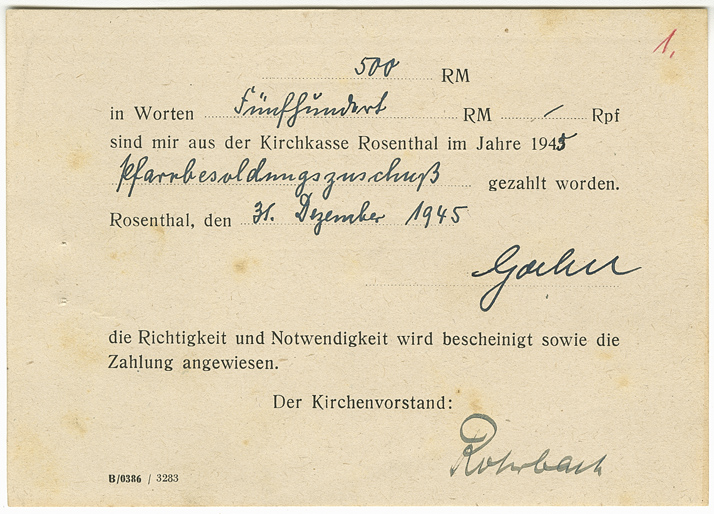 1.
500 RM
in Worten Fünfhundert RM — Rpf
sind mir aus der Kirchkasse Rosenthal im Jahre 1945
Pfarrbesoldungszuschuß gezahlt worden.
Rosenthal, den 31. Dezember 1945
die Richtigkeit und Notwendigkeit wird bescheinigt sowie die
Zahlung angewiesen.
Der Kirchenvorstand:
Rohrbach
B/0386 / 3283